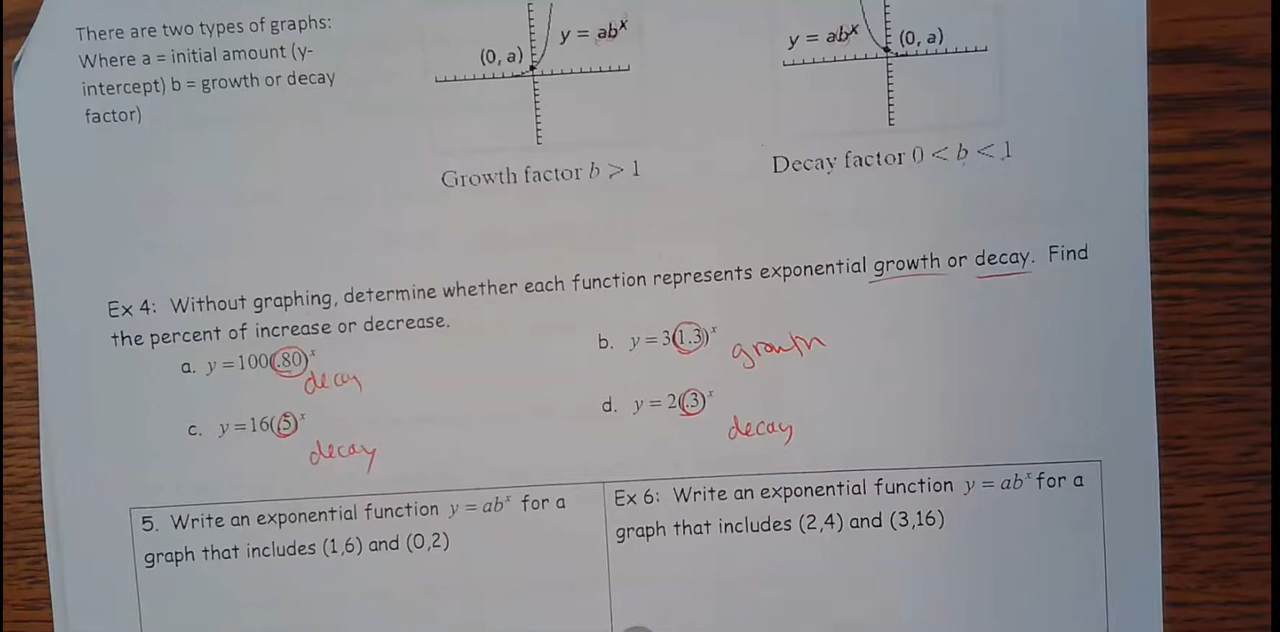 There are two types of graphs:
Where a = initial amount (y-
intercept) b = growth or decay
factor)
(0, a)
y = abˣ
y = abˣ
(0, a)
Growth factor b > 1
Decay factor 0 < b < 1
Ex 4: Without graphing, determine whether each function represents exponential growth or decay. Find
the percent of increase or decrease.
a. y = 100(.80)ˣ
decay
b. y = 3(1.3)ˣ
growth
c. y = 16(.5)ˣ
decay
d. y = 2(.3)ˣ
decay
5. Write an exponential function y = abˣ for a
graph that includes (1,6) and (0,2)
Ex 6: Write an exponential function y = abˣ for a
graph that includes (2,4) and (3,16)